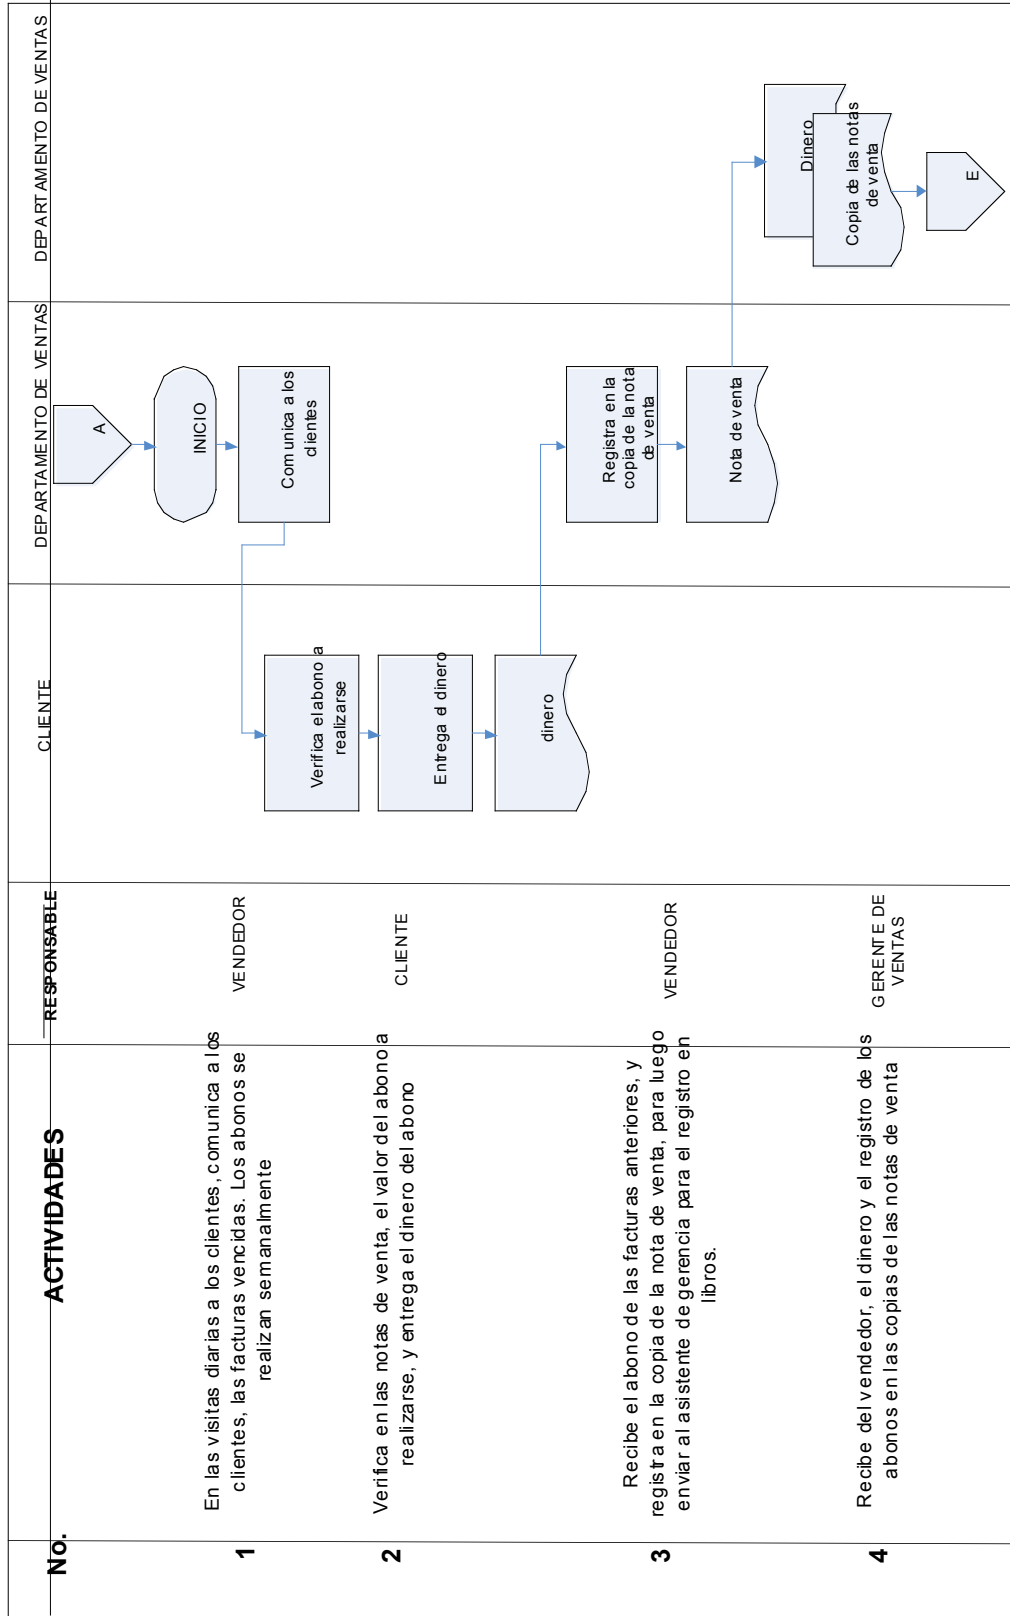 No.
ACTIVIDADES
RESPONSABLE
CLIENTE
DEPARTAMENTO DE VENTAS
DEPARTAMENTO DE VENTAS
A
INICIO
1
En las visitas diarias a los clientes, comunica a los
clientes, las facturas vencidas. Los abonos se
realizan semanalmente
VENDEDOR
Comunica a los
clientes
2
Verifica en las notas de venta, el valor del abono a
realizarse, y entrega el dinero del abono
CLIENTE
Verifica el abono a
realizarse
Entrega el dinero
dinero
3
Recibe el abono de las facturas anteriores, y
registra en la copia de la nota de venta, para luego
enviar al asistente de gerencia para el registro en
libros.
VENDEDOR
Registra en la
copia de la nota
de venta
Nota de venta
4
Recibe del vendedor, el dinero y el registro de los
abonos en las copias de las notas de venta
GERENTE DE
VENTAS
Dinero
Copia de las notas
de venta
E